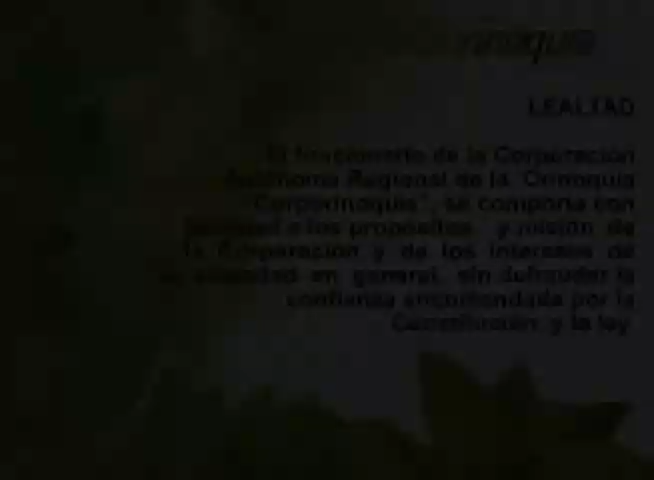 LEALTAD
El funcionario de la Corporación
Autónoma Regional de la Orinoquia
"Corporinoquia", se comporta con
lealtad a los propósitos y misión de
la Corporación y de los intereses de
la sociedad en general, sin defraudar la
confianza encomendada por la
Constitución y la ley.